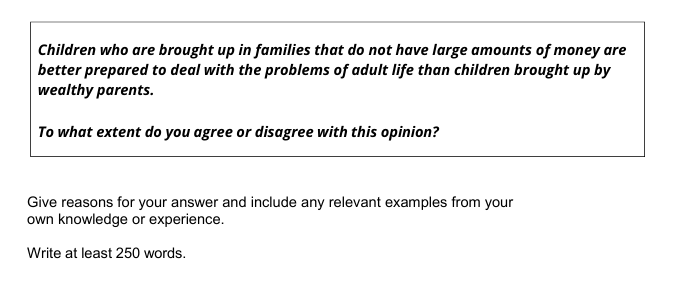 Children who are brought up in families that do not have large amounts of money are
better prepared to deal with the problems of adult life than children brought up by
wealthy parents.
To what extent do you agree or disagree with this opinion?
Give reasons for your answer and include any relevant examples from your
own knowledge or experience.
Write at least 250 words.